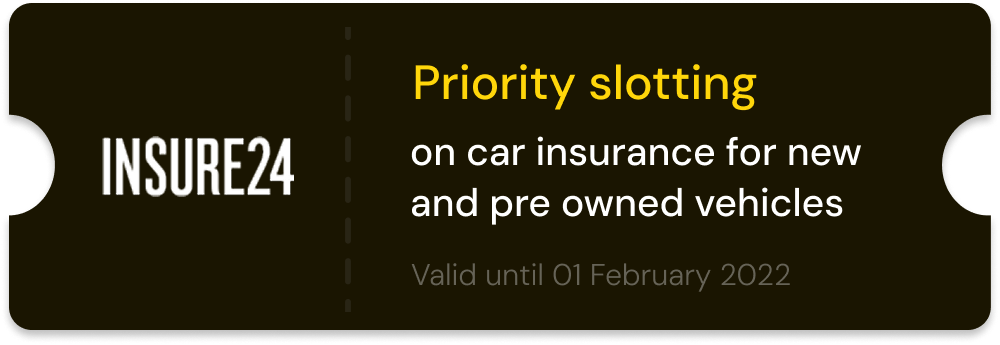 INSURE24
Priority slotting
on car insurance for new
and pre owned vehicles
Valid until 01 February 2022